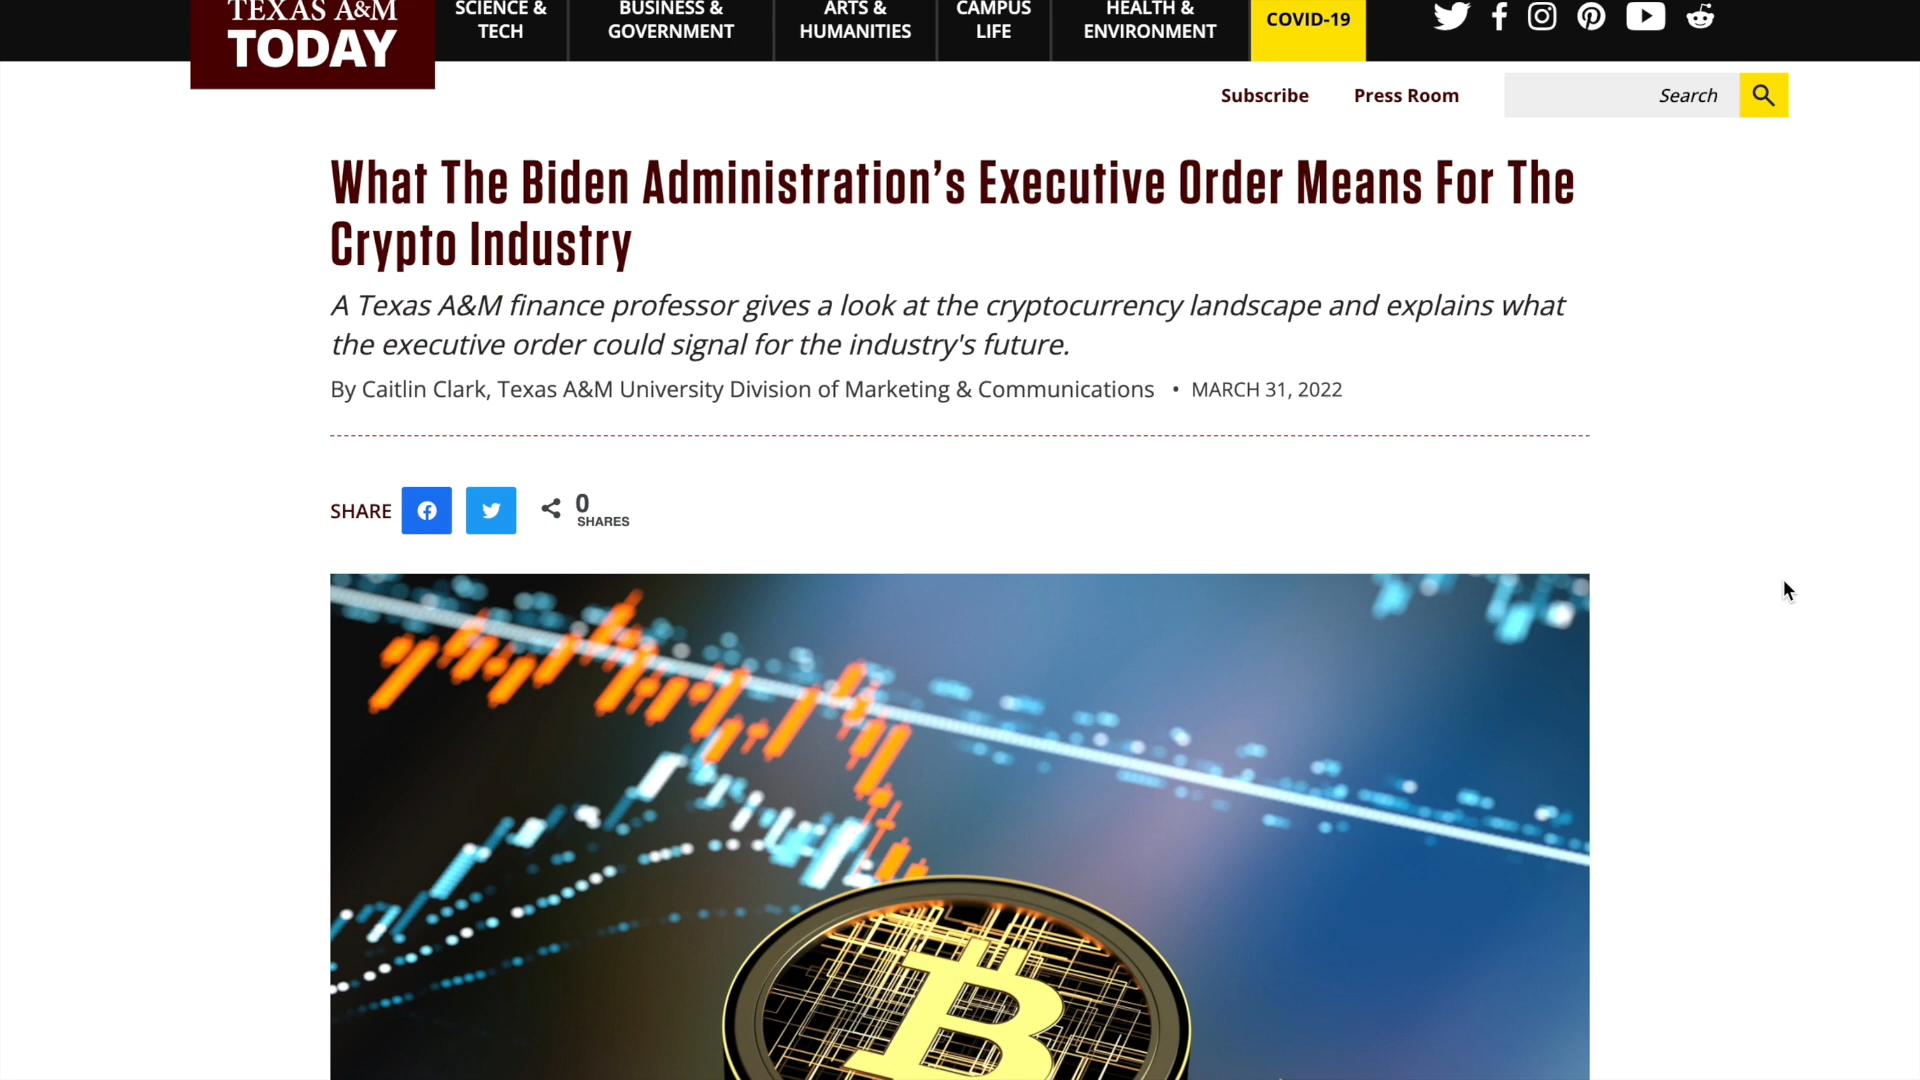 TEXAS A&M
TODAY
SCIENCE &
TECH
BUSINESS &
GOVERNMENT
ARTS &
HUMANITIES
CAMPUS
LIFE
HEALTH &
ENVIRONMENT
COVID-19
Subscribe
Press Room
Search
What The Biden Administration’s Executive Order Means For The
Crypto Industry
A Texas A&M finance professor gives a look at the cryptocurrency landscape and explains what
the executive order could signal for the industry's future.
By Caitlin Clark, Texas A&M University Division of Marketing & Communications • MARCH 31, 2022
SHARE
0
SHARES